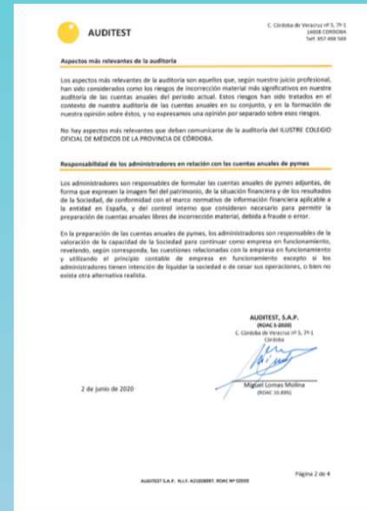 AUDITEST
C. Córdoba de Veracruz nº 5, 7º-1
14008 CÓRDOBA
Telf. 957 498 569
Aspectos más relevantes de la auditoría
Los aspectos más relevantes de la auditoría son aquellos que, según nuestro juicio profesional,
han sido considerados como los riesgos de incorrección material más significativos en nuestra
auditoría de las cuentas anuales del periodo actual. Estos riesgos han sido tratados en el
contexto de nuestra auditoría de las cuentas anuales en su conjunto, y en la formación de
nuestra opinión sobre éstos, y no expresamos una opinión por separado sobre esos riesgos.
No hay aspectos más relevantes que deban comunicarse de la auditoría del ILUSTRE COLEGIO
OFICIAL DE MÉDICOS DE LA PROVINCIA DE CÓRDOBA.
Responsabilidad de los administradores en relación con las cuentas anuales de pymes
Los administradores son responsables de formular las cuentas anuales de pymes adjuntas, de
forma que expresen la imagen fiel del patrimonio, de la situación financiera y de los resultados
de la Sociedad, de conformidad con el marco normativo de información financiera aplicable a
la entidad en España, y del control interno que consideren necesario para permitir la
preparación de cuentas anuales libres de incorrección material, debida a fraude o error.
En la preparación de las cuentas anuales de pymes, los administradores son responsables de la
valoración de la capacidad de la Sociedad para continuar como empresa en funcionamiento,
revelando, según corresponda, las cuestiones relacionadas con la empresa en funcionamiento
y utilizando el principio contable de empresa en funcionamiento excepto si los
administradores tienen intención de liquidar la sociedad o de cesar sus operaciones, o bien no
exista otra alternativa realista.
AUDITEST, S.A.P.
C. Córdoba de Veracruz nº 5, 7º-1
Córdoba
2 de junio de 2020
Miguel Lomas Molina
Página 2 de 4
AUDITEST S.A.P. N.I.F.